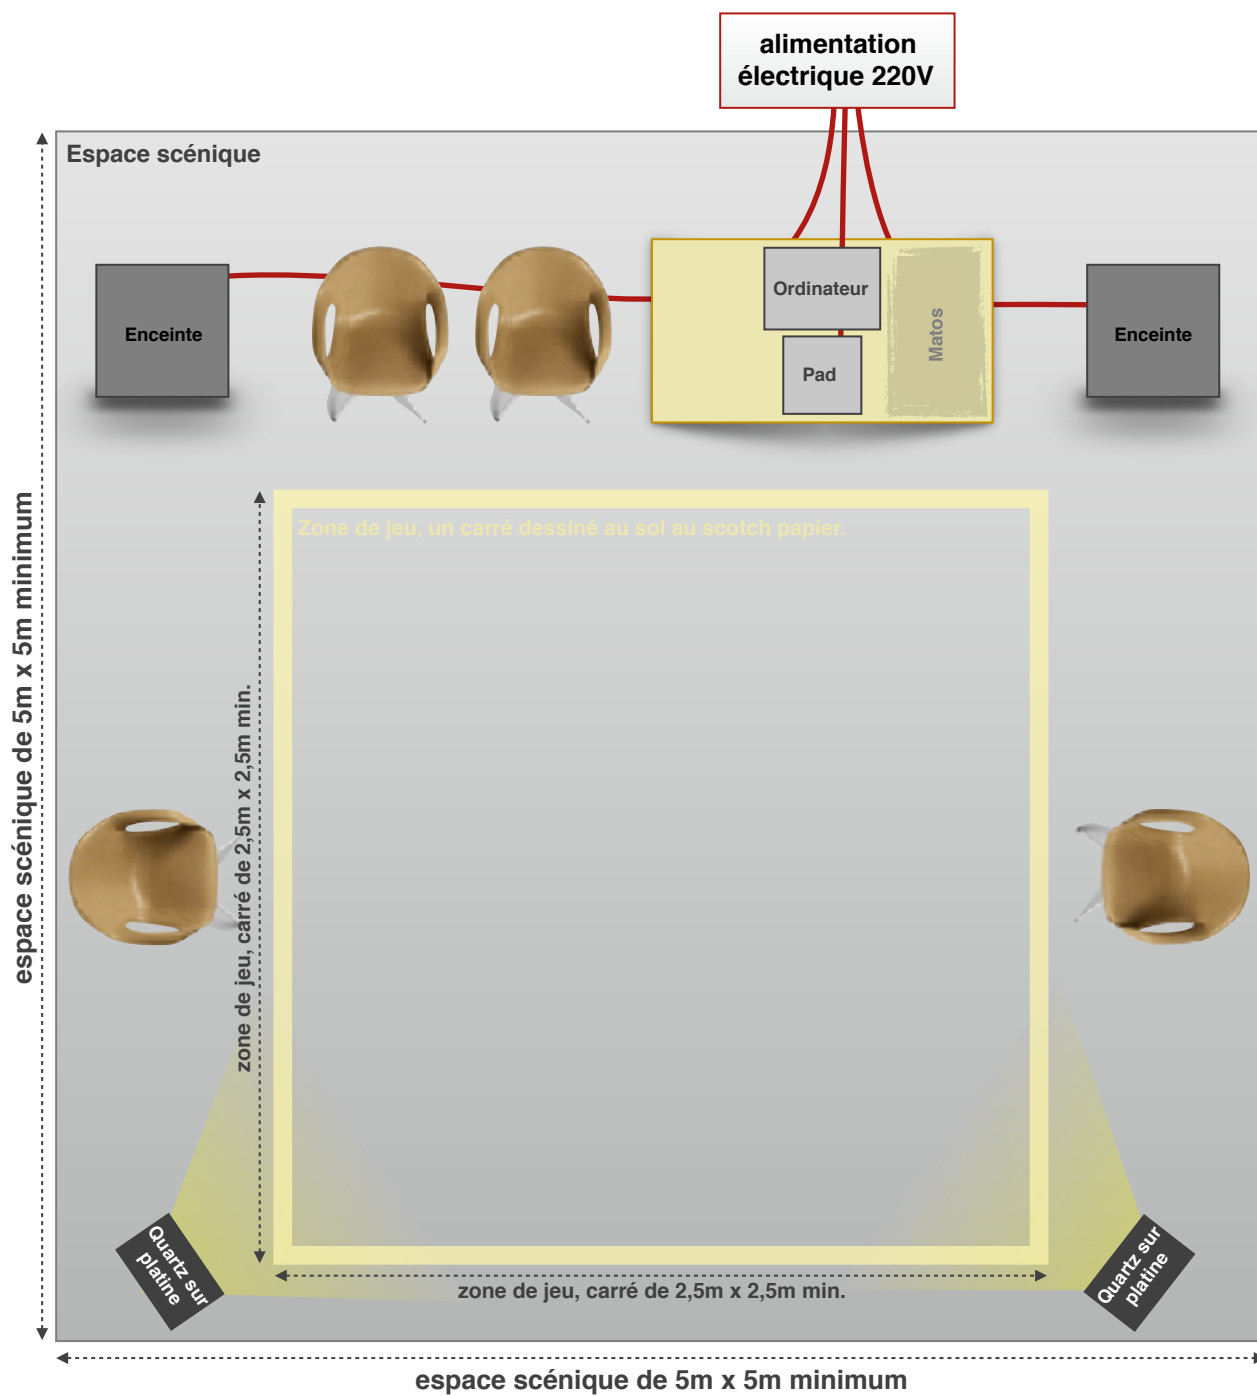 alimentation
électrique 220V
Espace scénique
Enceinte
Ordinateur
Pad
Matos
Enceinte
Zone de jeu, un carré dessiné au sol au scotch papier.
espace scénique de 5m x 5m minimum
zone de jeu, carré de 2,5m x 2,5m min.
Quartz sur
platine
Quartz sur
platine
zone de jeu, carré de 2,5m x 2,5m min.
espace scénique de 5m x 5m minimum